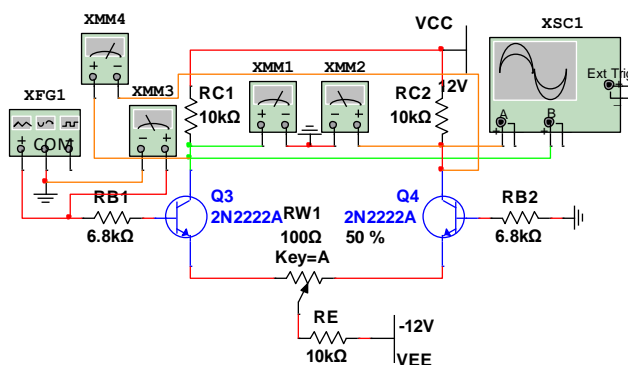 XMM4
VCC
XSC1
XFG1
XMM3
XMM1
XMM2
12V
Ext Trig
RC1
10kΩ
RC2
10kΩ
A
B
COM
RB1
6.8kΩ
Q3
2N2222A
RW1
100Ω
Key=A
Q4
2N2222A
50 %
RB2
6.8kΩ
RE
10kΩ
-12V
VEE